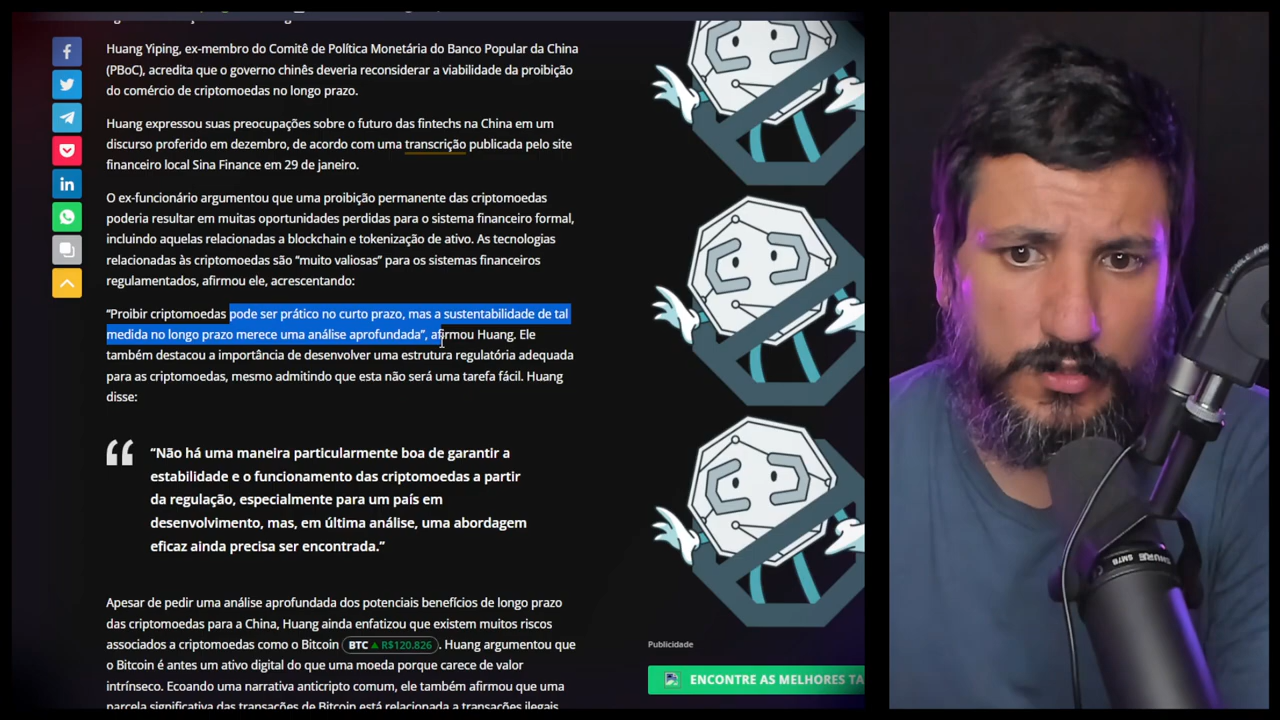 Huang Yiping, ex-membro do Comitê de Política Monetária do Banco Popular da China
(PBoC), acredita que o governo chinês deveria reconsiderar a viabilidade da proibição
do comércio de criptomoedas no longo prazo.
Huang expressou suas preocupações sobre o futuro das fintechs na China em um
discurso proferido em dezembro, de acordo com uma transcrição publicada pelo site
financeiro local Sina Finance em 29 de janeiro.
O ex-funcionário argumentou que uma proibição permanente das criptomoedas
poderia resultar em muitas oportunidades perdidas para o sistema financeiro formal,
incluindo aquelas relacionadas a blockchain e tokenização de ativo. As tecnologias
relacionadas às criptomoedas são “muito valiosas” para os sistemas financeiros
regulamentados, afirmou ele, acrescentando:
“Proibir criptomoedas pode ser prático no curto prazo, mas a sustentabilidade de tal
medida no longo prazo merece uma análise aprofundada”, afirmou Huang. Ele
também destacou a importância de desenvolver uma estrutura regulatória adequada
para as criptomoedas, mesmo admitindo que esta não será uma tarefa fácil. Huang
disse:
“Não há uma maneira particularmente boa de garantir a
estabilidade e o funcionamento das criptomoedas a partir
da regulação, especialmente para um país em
desenvolvimento, mas, em última análise, uma abordagem
eficaz ainda precisa ser encontrada.”
Apesar de pedir uma análise aprofundada dos potenciais benefícios de longo prazo
das criptomoedas para a China, Huang ainda enfatizou que existem muitos riscos
associados a criptomoedas como o Bitcoin BTC R$120.826. Huang argumentou que
o Bitcoin é antes um ativo digital do que uma moeda porque carece de valor
intrínseco. Ecoando uma narrativa anticripto comum, ele também afirmou que uma
parcela significativa das transações de Bitcoin está relacionada a transações ilegais
Publicidade
ENCONTRE AS MELHORES TA
SHURE SM7B